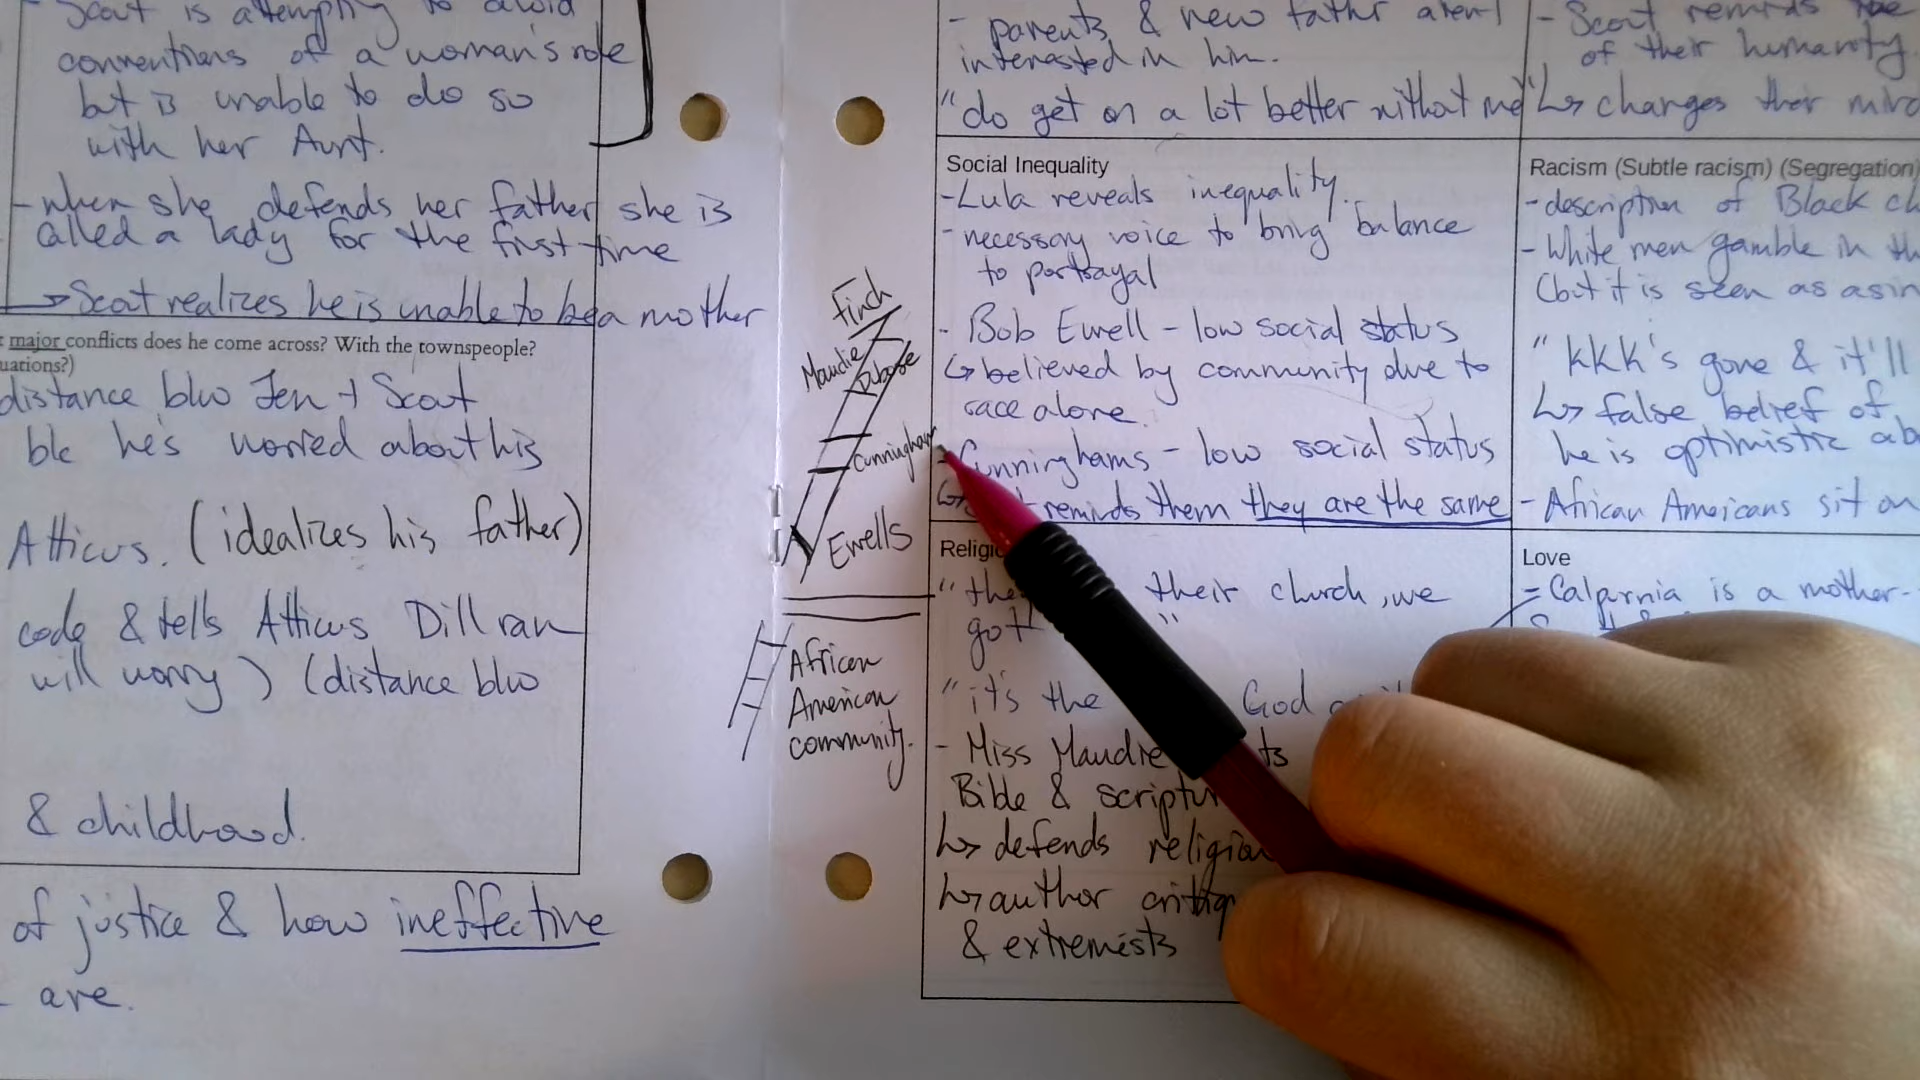 Scout is attempting to avoid
conventions of a woman's role
but is unable to do so
with her Aunt.
- when she defends her father she is
called a lady for the first time
→ Scout realizes he is unable to be a mother
major conflicts does he come across? With the townspeople?
uations?)
distance b/w Jem + Scout
b/c he's worried about his
Atticus. (idealizes his father)
code & tells Atticus Dill ran
will worry) (distance b/w
& childhood.
of justice & how ineffective
are.
Finch
Maudie
Dubose
Cunninghams
Ewells
African
American
community.
- parents & new father aren't
interested in him.
"do get on a lot better without me"
Social Inequality
- Lula reveals inequality.
- necessary voice to bring balance
to portrayal
- Bob Ewell - low social status
↳ believed by community due to
race alone.
- Cunninghams - low social status
↳ reminds them they are the same
"their church, we
got
"it's the God
- Miss Maudie
Bible &
↳ defends
↳ author
& extremists
- Scout reminds
of their humanity
↳ changes their
Racism (Subtle racism) (Segregation)
- description of Black
- White men gamble in
(but it is seen as
"KKK's gone & it'll
↳ false belief of
he is optimistic
- African Americans sit on
Love
- Calpurnia is a mother-